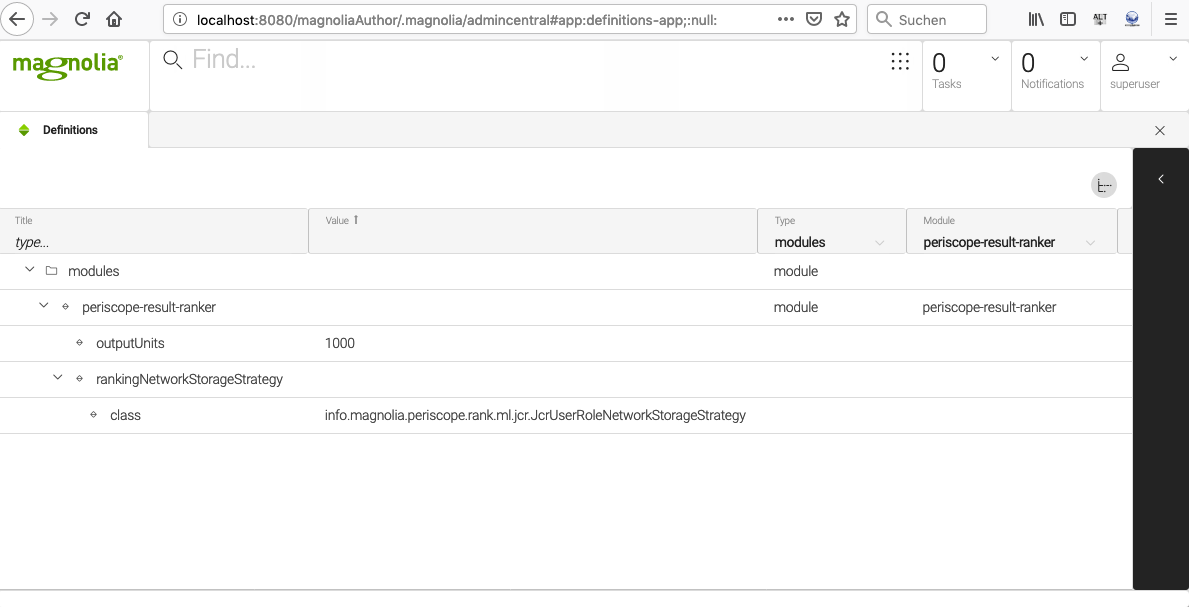 localhost:8080/magnoliaAuthor/.magnolia/admincentral#app:definitions-app;:null:
Suchen
ALT
magnolia®
Find...
0
Tasks
0
Notifications
superuser
Definitions
Title
Value
Type
Module
type...
modules
periscope-result-ranker
modules
module
periscope-result-ranker
module
periscope-result-ranker
outputUnits
1000
rankingNetworkStorageStrategy
class
info.magnolia.periscope.rank.ml.jcr.JcrUserRoleNetworkStorageStrategy